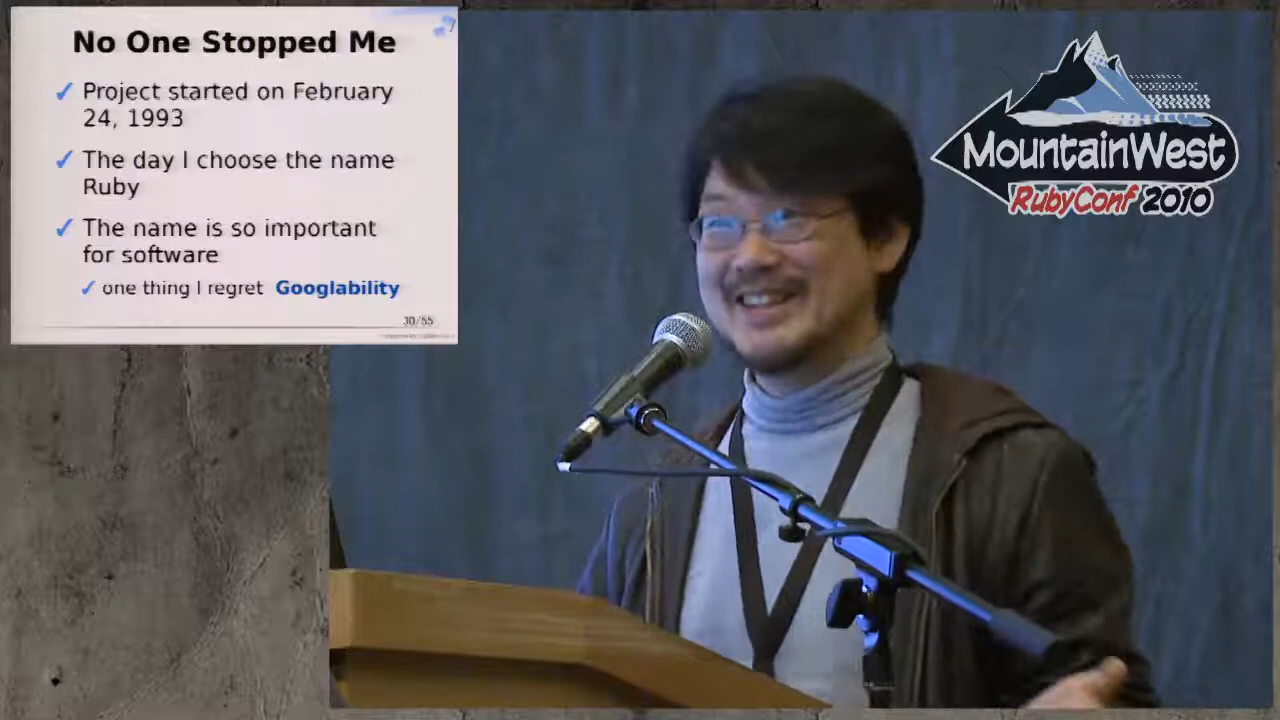 No One Stopped Me
✓ Project started on February
24, 1993
✓ The day I choose the name
Ruby
✓ The name is so important
for software
✓ one thing I regret Googlability
30/55
MountainWest
RubyConf 2010